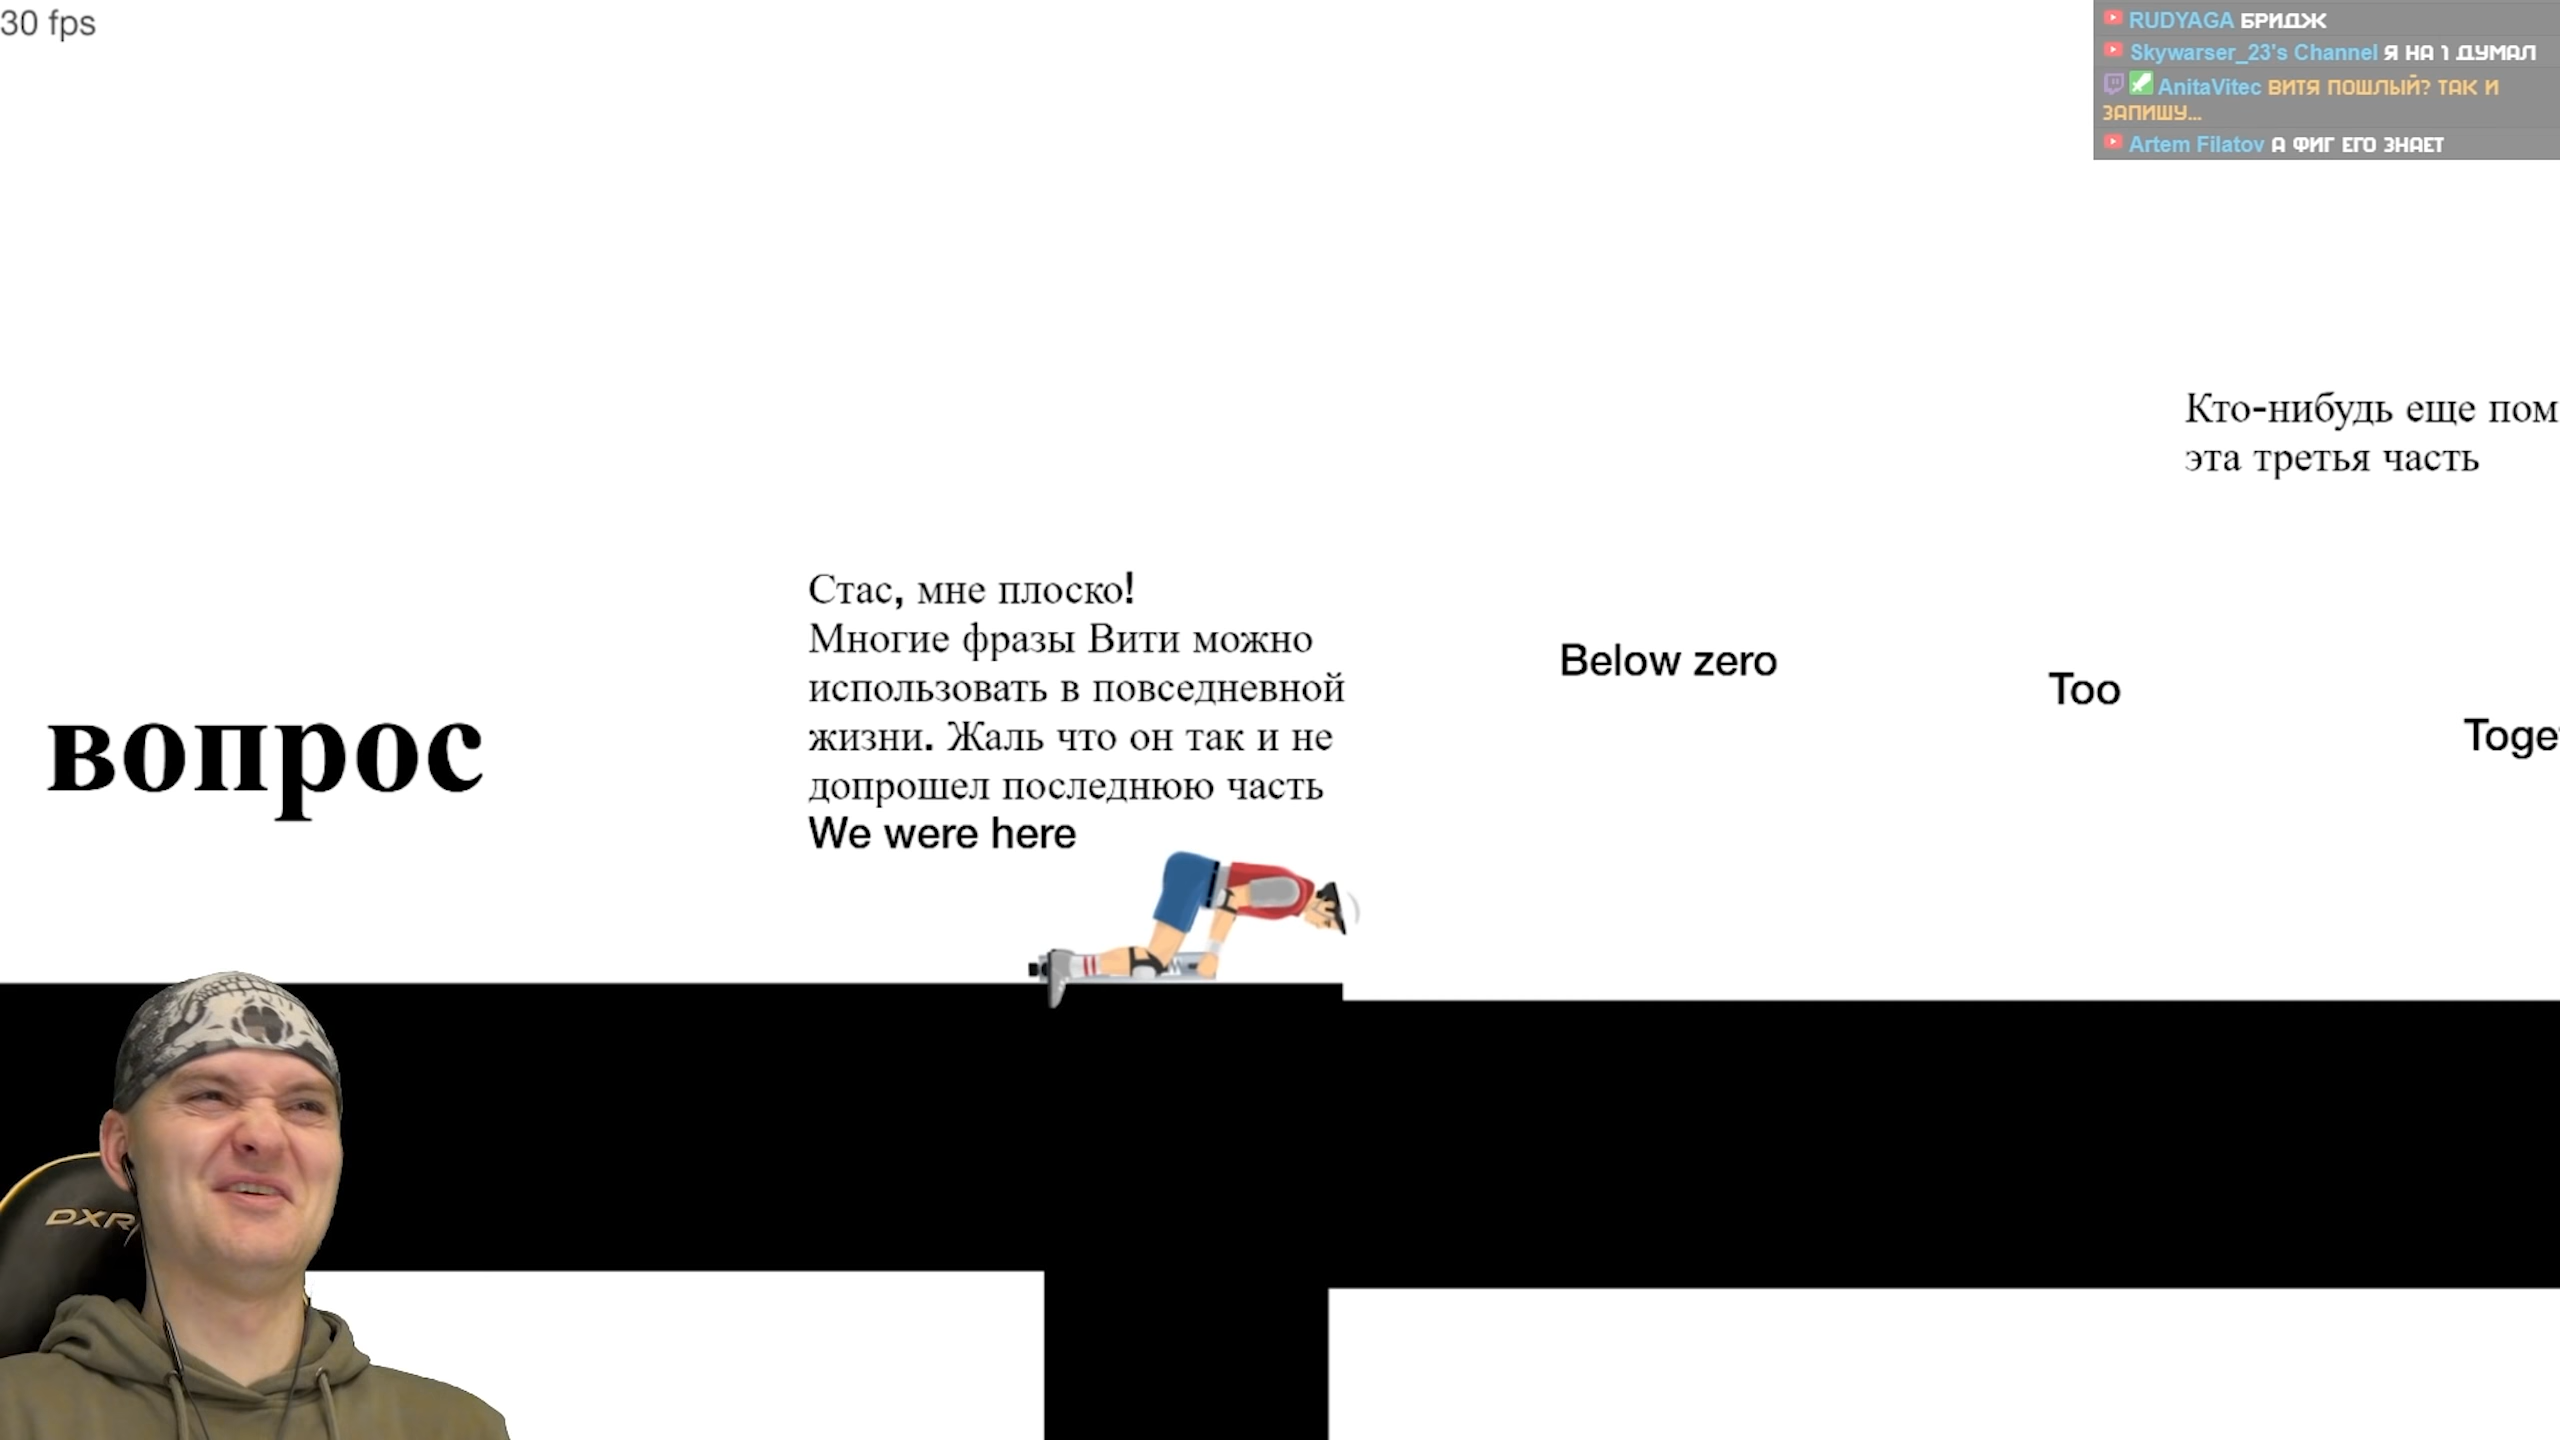 30 fps
RUDYAGA БРИДЖ
Skywarser_23's Channel Я НА 1 ДУМАЛ
AnitaVitec ВИТЯ ПОШЛЫЙ? ТАК И
ЗАПИШУ...
Artem Filatov А ФИГ ЕГО ЗНАЕТ
Кто-нибудь еще пом
эта третья часть
Стас, мне плоско!
Многие фразы Вити можно
использовать в повседневной
жизни. Жаль что он так и не
допрошел последнюю часть
We were here
Below zero
Too
Toge
вопрос
DXR